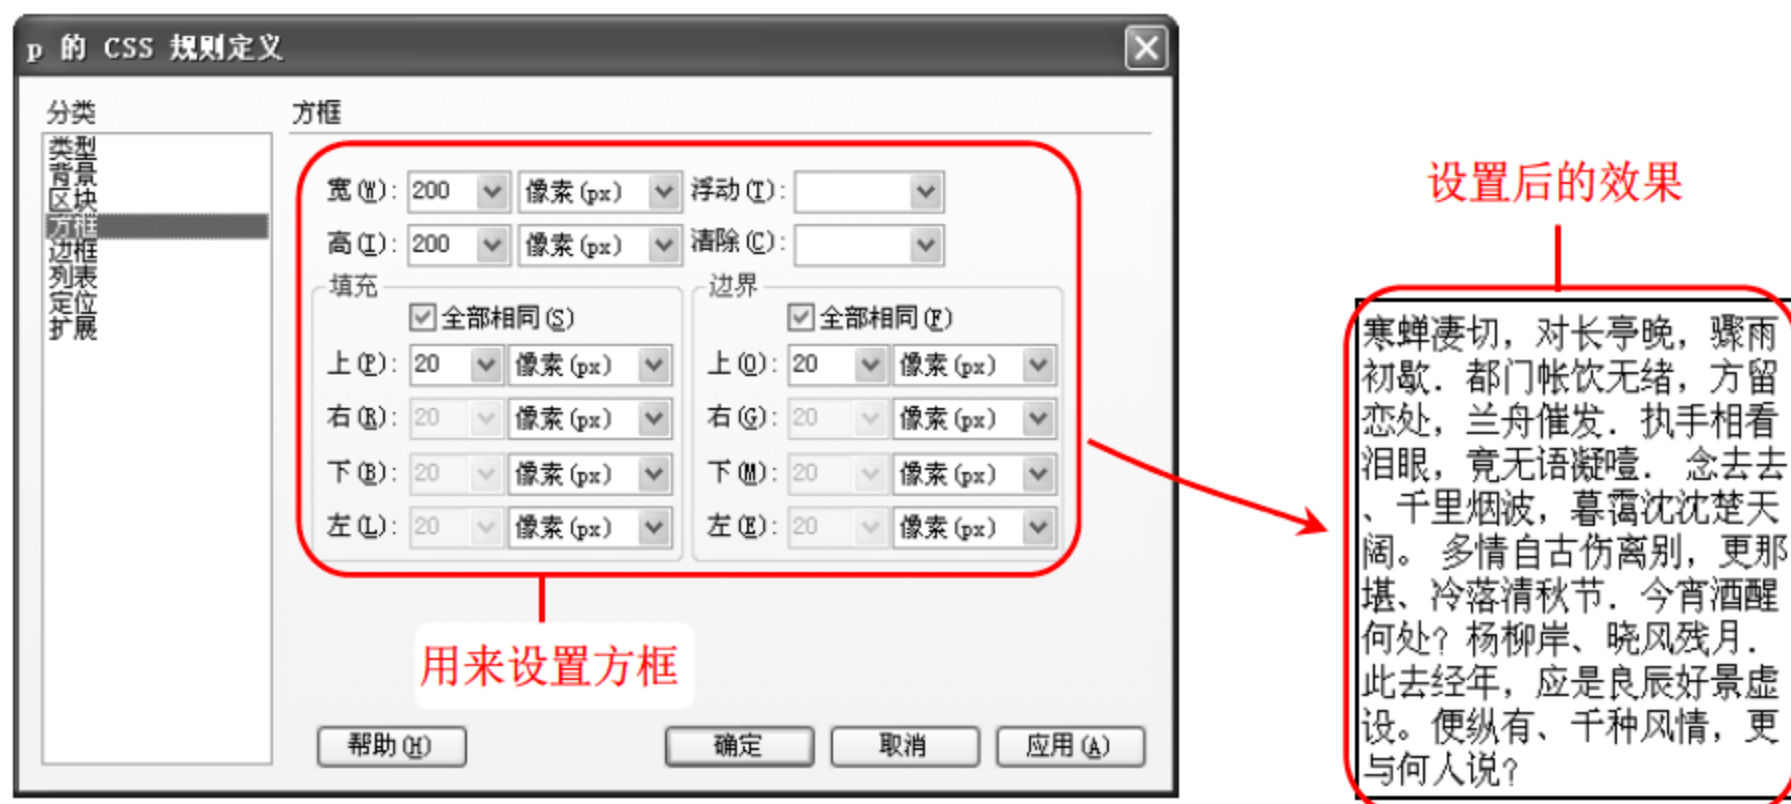 p 的 CSS 规则定义
分类
类型
背景
区块
方框
边框
列表
定位
扩展
方框
宽(W): 200 像素(px) 浮动(T):
高(I): 200 像素(px) 清除(C):
填充
全部相同(S)
上(P): 20 像素(px)
右(R): 20 像素(px)
下(B): 20 像素(px)
左(L): 20 像素(px)
边界
全部相同(F)
上(O): 20 像素(px)
右(G): 20 像素(px)
下(M): 20 像素(px)
左(E): 20 像素(px)
用来设置方框
帮助(H) 确定 取消 应用(A)
设置后的效果
寒蝉凄切，对长亭晚，骤雨
初歇．都门帐饮无绪，方留
恋处，兰舟催发．执手相看
泪眼，竟无语凝噎． 念去去
、千里烟波，暮霭沈沈楚天
阔。 多情自古伤离别，更那
堪、冷落清秋节．今宵酒醒
何处？杨柳岸、晓风残月．
此去经年，应是良辰好景虚
设。便纵有、千种风情，更
与何人说？